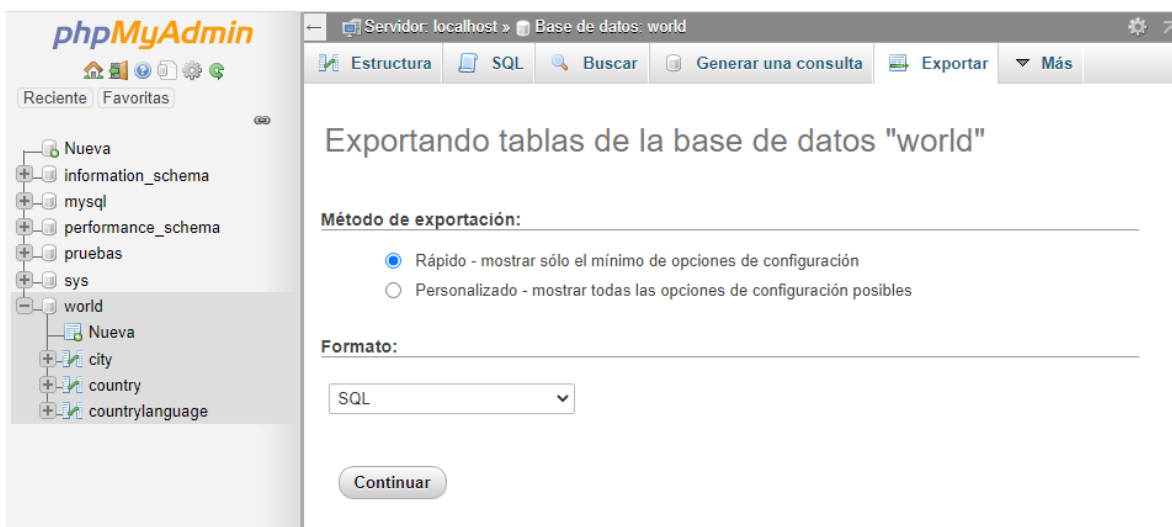 phpMyAdmin
Reciente Favoritas
Nueva
information_schema
mysql
performance_schema
pruebas
sys
world
Nueva
city
country
countrylanguage
Servidor: localhost » Base de datos: world
Estructura SQL Buscar Generar una consulta Exportar Más
Exportando tablas de la base de datos "world"
Método de exportación:
Rápido - mostrar sólo el mínimo de opciones de configuración
Personalizado - mostrar todas las opciones de configuración posibles
Formato:
SQL
Continuar